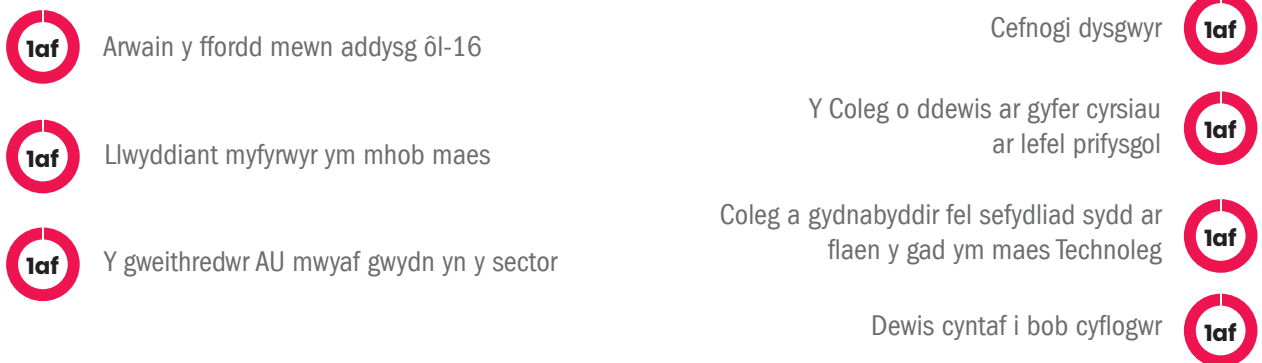 1af
Arwain y ffordd mewn addysg ôl-16
1af
Llwyddiant myfyrwyr ym mhob maes
1af
Y gweithredwr AU mwyaf gwydn yn y sector
Cefnogi dysgwyr
1af
Y Coleg o ddewis ar gyfer cyrsiau
ar lefel prifysgol
1af
Coleg a gydnabyddir fel sefydliad sydd ar
flaen y gad ym maes Technoleg
1af
Dewis cyntaf i bob cyflogwr
1af